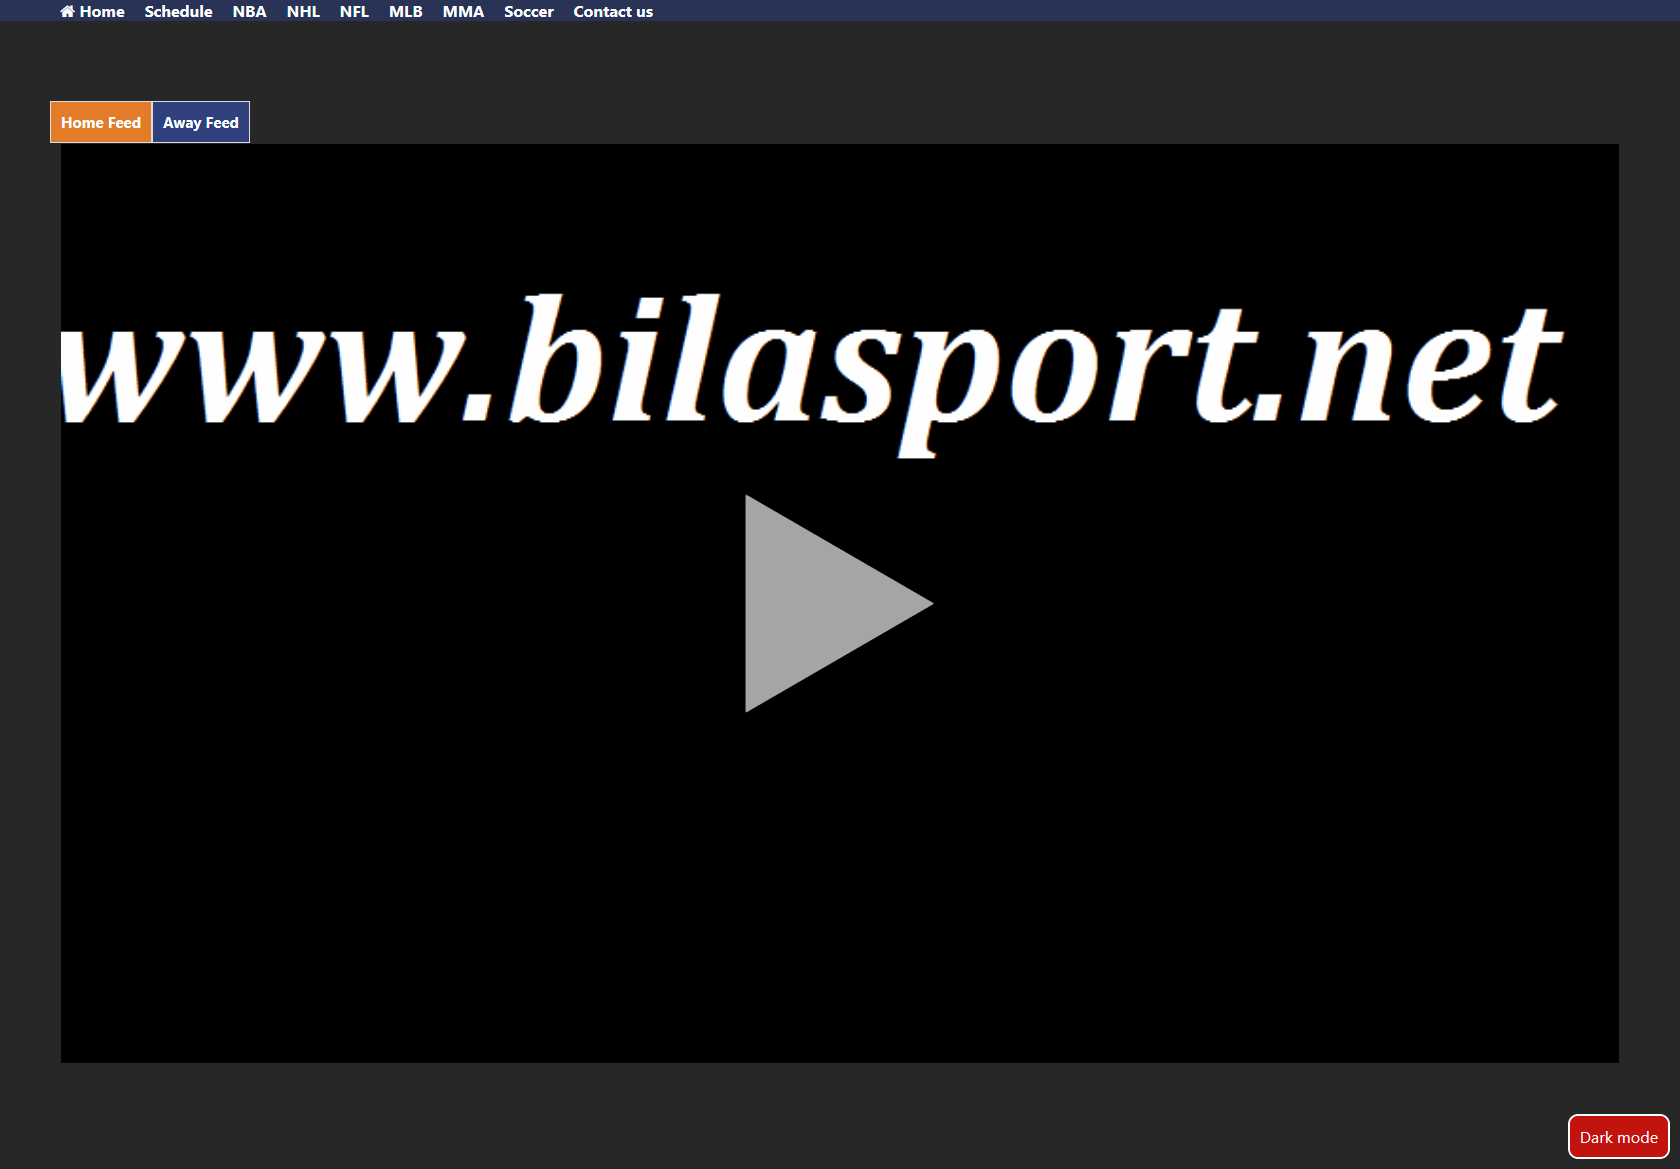 Home Schedule NBA NHL NFL MLB MMA Soccer Contact us
Home Feed Away Feed
www.bilasport.net
Dark mode